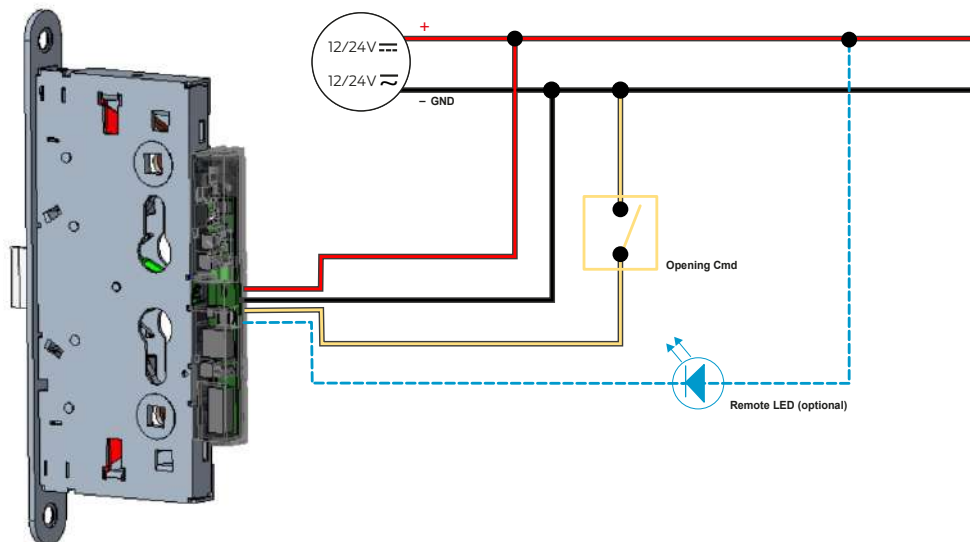 +
12/24V ⎓
12/24V ⏦
– GND
Opening Cmd
Remote LED (optional)